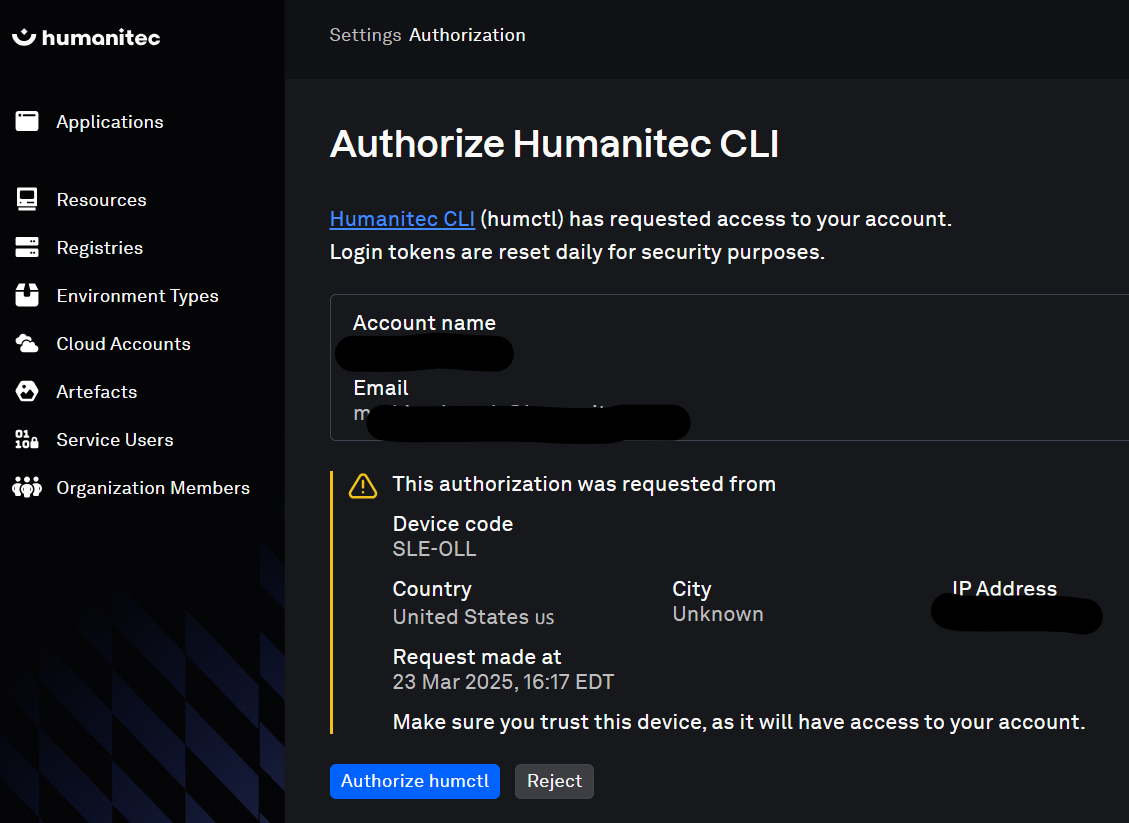 humanitec
Settings Authorization
Applications
Resources
Registries
Environment Types
Cloud Accounts
Artefacts
Service Users
Organization Members
Authorize Humanitec CLI
Humanitec CLI (humctl) has requested access to your account.
Login tokens are reset daily for security purposes.
Account name
Email
This authorization was requested from
Device code
SLE-OLL
Country
United States us
City
Unknown
IP Address
Request made at
23 Mar 2025, 16:17 EDT
Make sure you trust this device, as it will have access to your account.
Authorize humctl
Reject